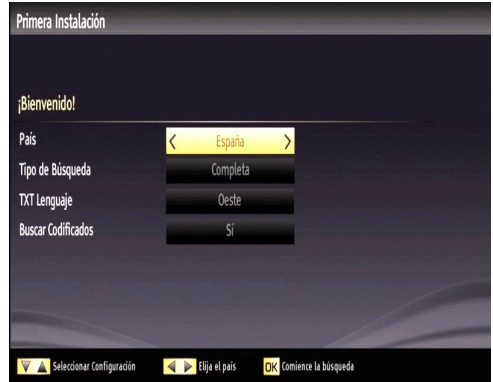 Primera Instalación
¡Bienvenido!
País España
Tipo de Búsqueda Completa
TXT Lenguaje Oeste
Buscar Codificados Sí
Seleccionar Configuración Elija el país OK Comience la búsqueda